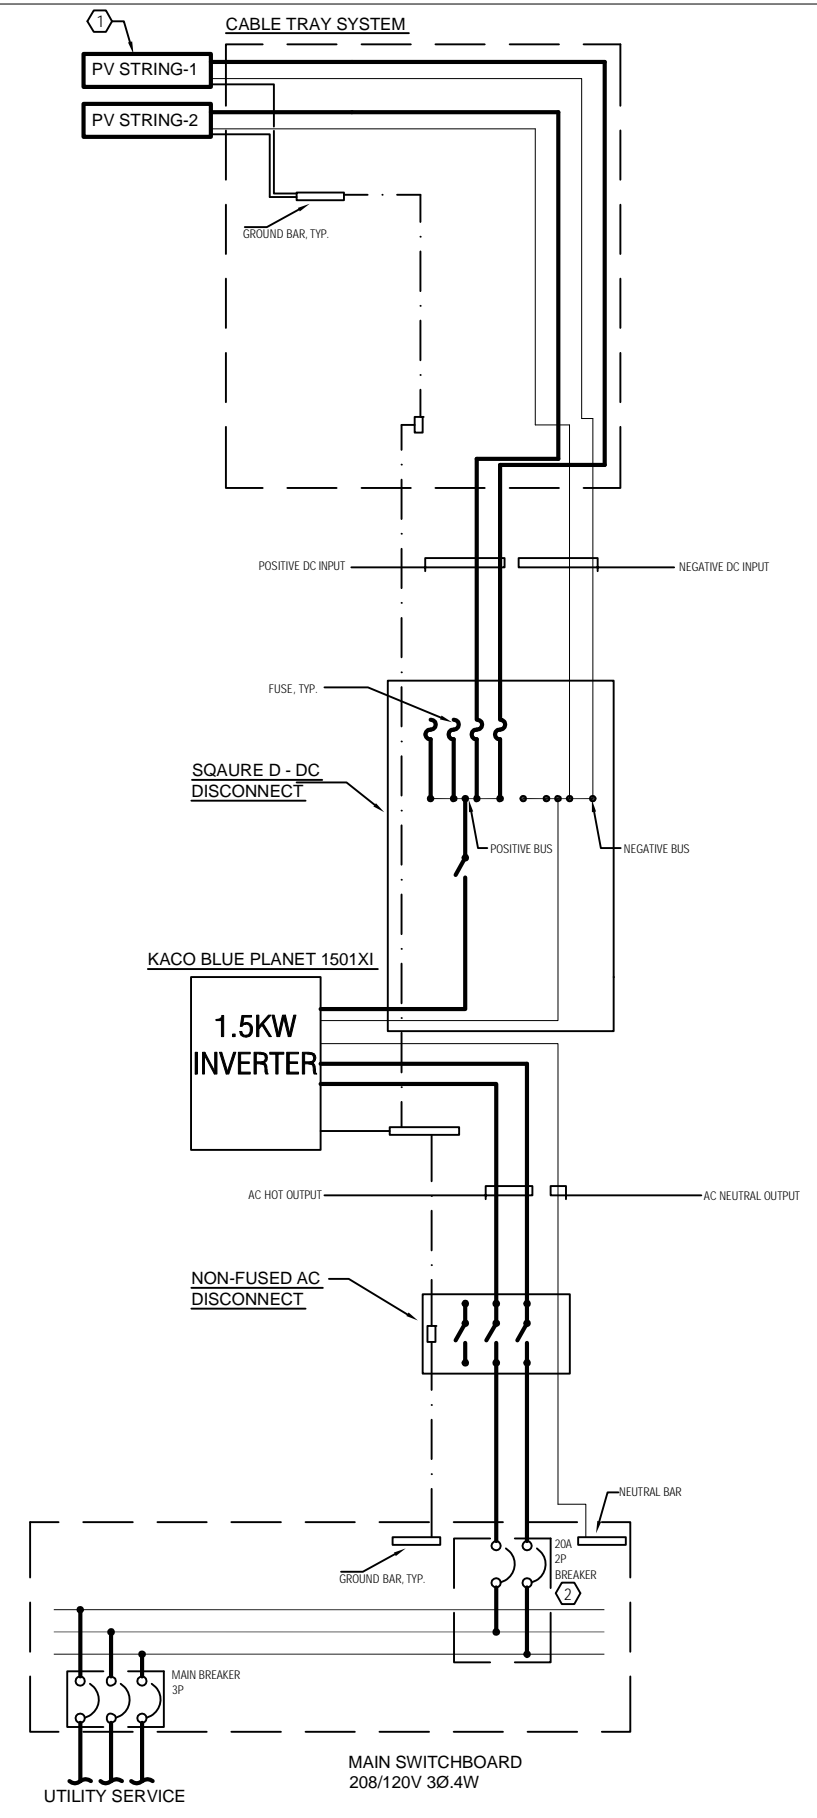 1
CABLE TRAY SYSTEM
PV STRING-1
PV STRING-2
GROUND BAR, TYP.
POSITIVE DC INPUT
NEGATIVE DC INPUT
FUSE, TYP.
SQAURE D - DC
DISCONNECT
POSITIVE BUS
NEGATIVE BUS
KACO BLUE PLANET 1501XI
1.5KW
INVERTER
AC HOT OUTPUT
AC NEUTRAL OUTPUT
NON-FUSED AC
DISCONNECT
NEUTRAL BAR
20A
2P
BREAKER
2
GROUND BAR, TYP.
MAIN BREAKER
3P
MAIN SWITCHBOARD
208/120V 3Ø.4W
UTILITY SERVICE